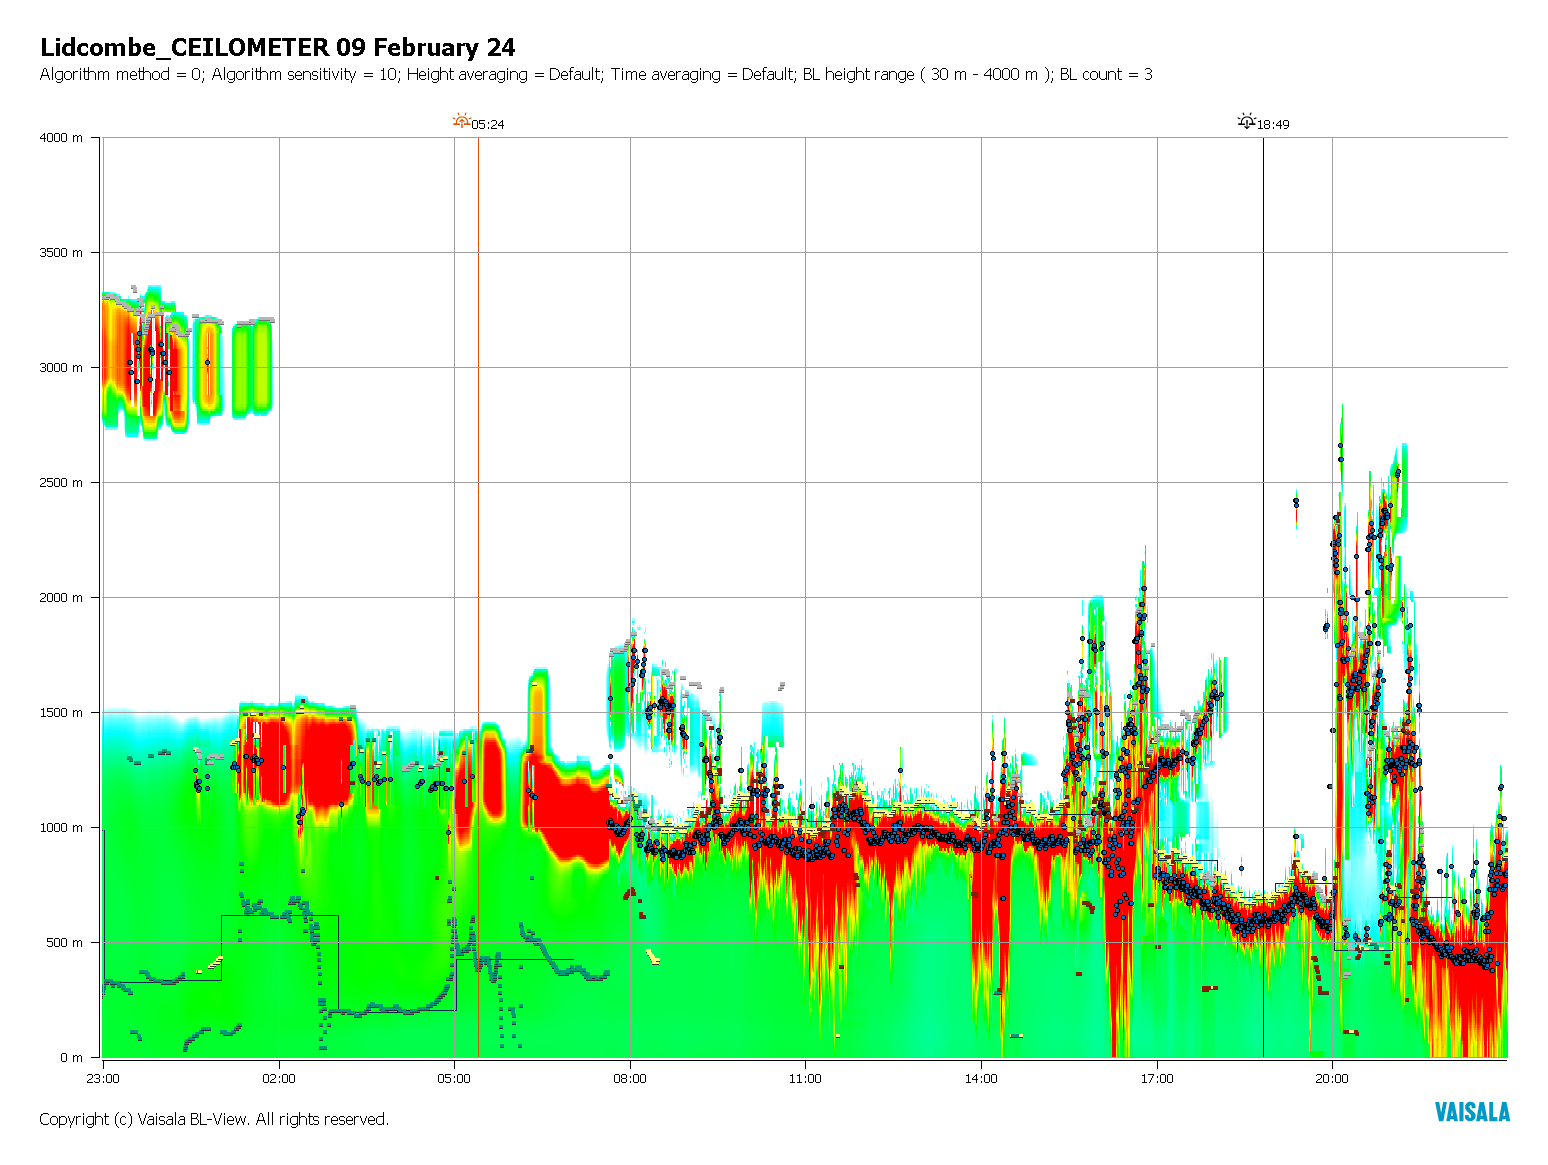 Lidcombe_CEILOMETER 09 February 24
Algorithm method = 0; Algorithm sensitivity = 10; Height averaging = Default; Time averaging = Default; BL height range ( 30 m - 4000 m ); BL count = 3
05:24 18:49
4000 m
3500 m
3000 m
2500 m
2000 m
1500 m
1000 m
500 m
0 m
23:00 02:00 05:00 08:00 11:00 14:00 17:00 20:00
Copyright (c) Vaisala BL-View. All rights reserved.
VAISALA